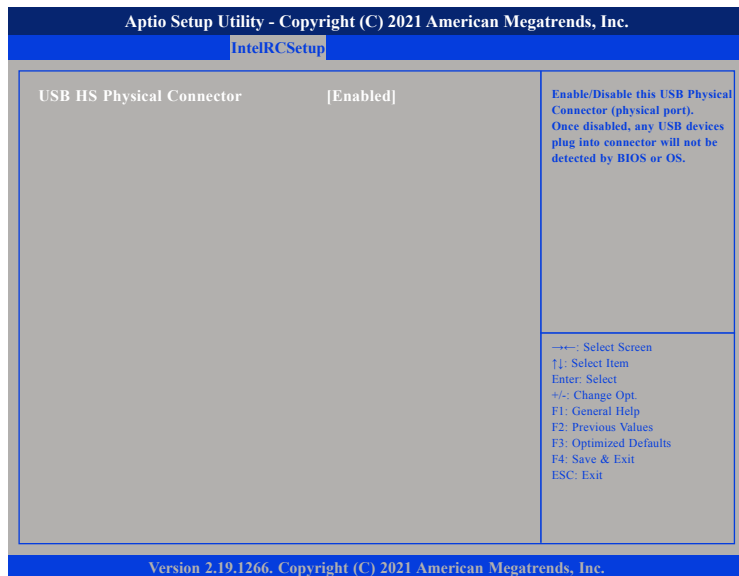 Aptio Setup Utility - Copyright (C) 2021 American Megatrends, Inc.
IntelRCSetup
USB HS Physical Connector [Enabled]
Enable/Disable this USB Physical
Connector (physical port).
Once disabled, any USB devices
plug into connector will not be
detected by BIOS or OS.
→←: Select Screen
↑↓: Select Item
Enter: Select
+/-: Change Opt.
F1: General Help
F2: Previous Values
F3: Optimized Defaults
F4: Save & Exit
ESC: Exit
Version 2.19.1266. Copyright (C) 2021 American Megatrends, Inc.